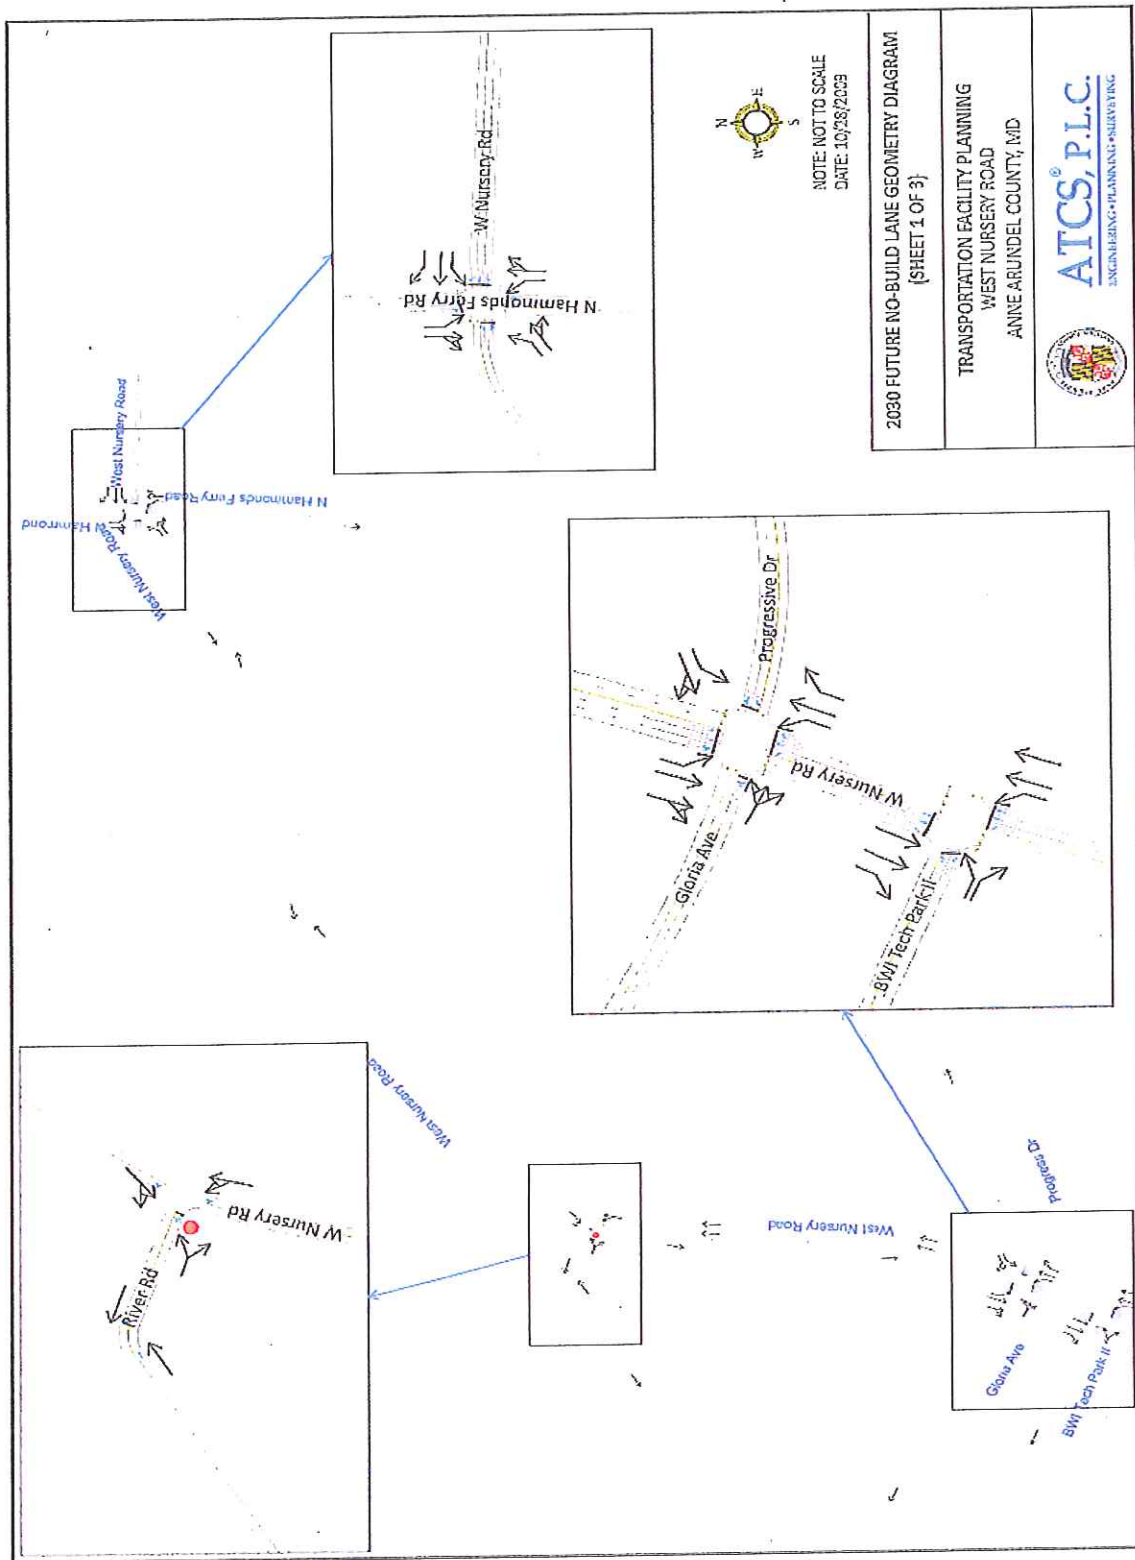 West Nursery Road
N Hammond
West Nursery Road
N Hammonds Ferry Road
W Nursery Rd
N Hammonds Ferry Rd
N
W
E
S
NOTE: NOT TO SCALE
DATE: 10/28/2009
2030 FUTURE NO-BUILD LANE GEOMETRY DIAGRAM
(SHEET 1 OF 3)
TRANSPORTATION FACILITY PLANNING
WEST NURSERY ROAD
ANNE ARUNDEL COUNTY, MD
ATCS®, P.L.C.
ENGINEERING•PLANNING•SURVEYING
Progressive Dr
Gloria Ave
W Nursery Rd
BWI Tech Park II
River Rd
W Nursery Rd
West Nursery Road
West Nursery Road
Progress Dr
Gloria Ave
BWI Tech Park II